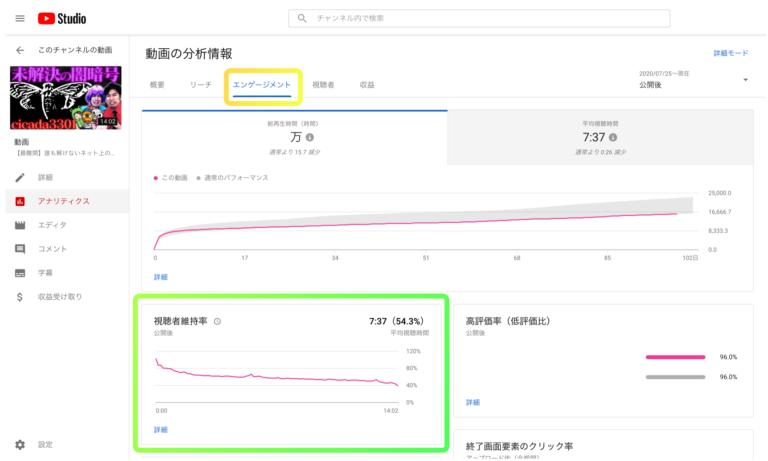 Studio
チャンネル内で検索
このチャンネルの動画
未解決の闇暗号
cicada3301
14:02
動画
【最難関】誰も解けないネット上の...
詳細
アナリティクス
エディタ
コメント
字幕
収益受け取り
設定
動画の分析情報
詳細モード
概要
リーチ
エンゲージメント
視聴者
収益
2020/07/25～現在
公開後
総再生時間（時間）
万
通常より 15.7 減少
平均視聴時間
7:37
通常より 0:26 減少
この動画
通常のパフォーマンス
25,000.0
16,666.7
8,333.3
0.0
0
17
34
51
68
85
102日
詳細
視聴者維持率
7:37（54.3%）
公開後
平均視聴時間
120%
80%
40%
0%
0:00
14:02
詳細
高評価率（低評価比）
公開後
96.0%
96.0%
詳細
終了画面要素のクリック率